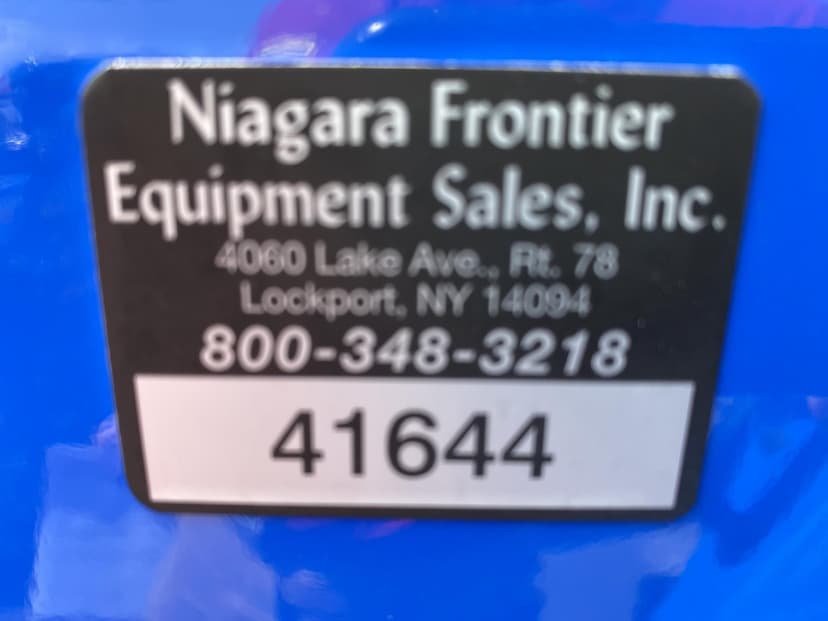 Niagara Frontier
Equipment Sales, Inc.
4060 Lake Ave., Rt. 78
Lockport, NY 14094
800-348-3218
41644